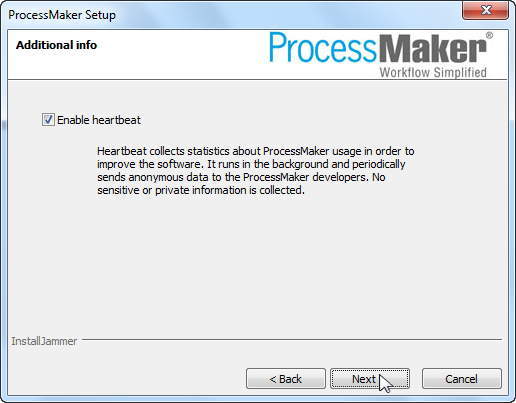 ProcessMaker Setup
Additional info
ProcessMaker®
Workflow Simplified
Enable heartbeat
Heartbeat collects statistics about ProcessMaker usage in order to
improve the software. It runs in the background and periodically
sends anonymous data to the ProcessMaker developers. No
sensitive or private information is collected.
InstallJammer
< Back
Next
Cancel